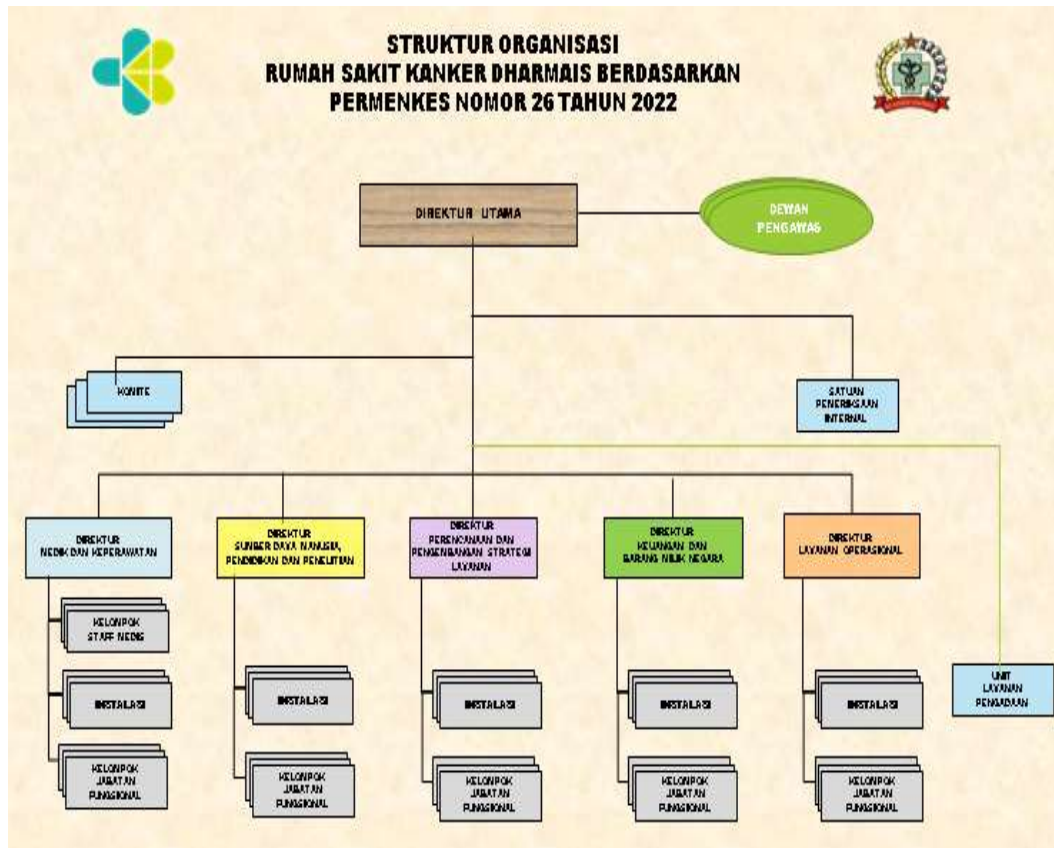 STRUKTUR ORGANISASI
RUMAH SAKIT KANKER DHARMAIS BERDASARKAN
PERMENKES NOMOR 26 TAHUN 2022
DIREKTUR UTAMA
DEWAN
PENGAWAS
KOMITE
SATUAN
PEMERIKSAAN
INTERNAL
DIREKTUR
MEDIK DAN KEPERAWATAN
DIREKTUR
SUMBER DAYA MANUSIA,
PENDIDIKAN DAN PENELITIAN
DIREKTUR
PERENCANAAN DAN
PENGEMBANGAN STRATEGI
LAYANAN
DIREKTUR
KEUANGAN DAN
BARANG MILIK NEGARA
DIREKTUR
LAYANAN OPERASIONAL
KELOMPOK
STAFF MEDIS
INSTALASI
INSTALASI
INSTALASI
INSTALASI
INSTALASI
UNIT
LAYANAN
PENGADAAN
KELOMPOK
JABATAN
FUNGSIONAL
KELOMPOK
JABATAN
FUNGSIONAL
KELOMPOK
JABATAN
FUNGSIONAL
KELOMPOK
JABATAN
FUNGSIONAL
KELOMPOK
JABATAN
FUNGSIONAL